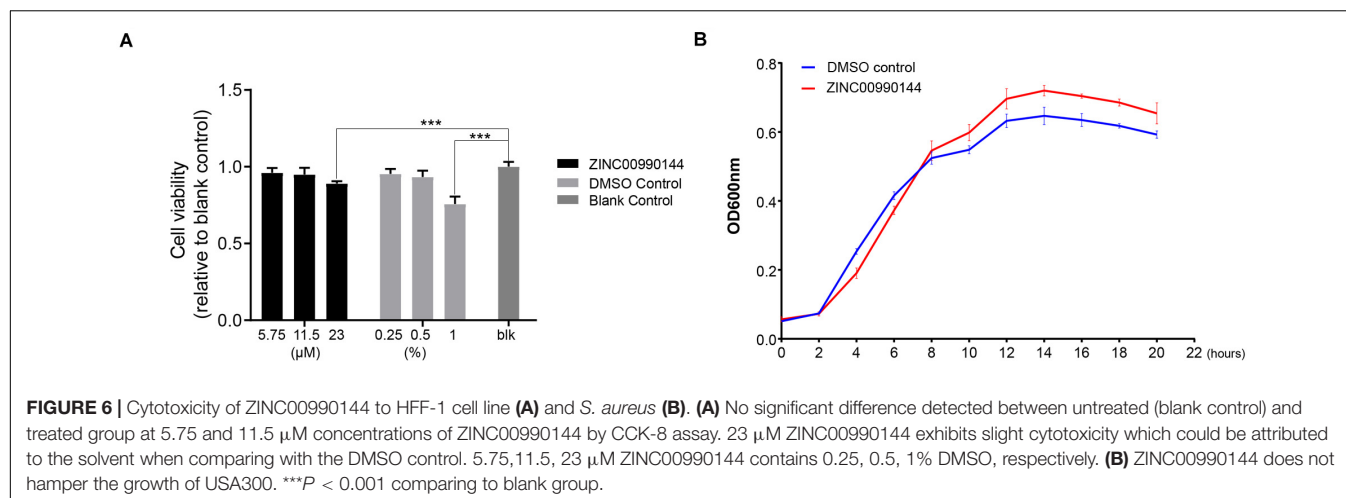 A
1.5
1.0
0.5
0.0
Cell viability
(relative to blank control)
***
***
ZINC00990144
DMSO Control
Blank Control
5.75 11.5 23 0.25 0.5 1 blk
(μM) (%)
B
0.8
0.6
0.4
0.2
0.0
OD600nm
DMSO control
ZINC00990144
0 2 4 6 8 10 12 14 16 18 20 22 (hours)
FIGURE 6 | Cytotoxicity of ZINC00990144 to HFF-1 cell line (A) and S. aureus (B). (A) No significant difference detected between untreated (blank control) and
treated group at 5.75 and 11.5 μM concentrations of ZINC00990144 by CCK-8 assay. 23 μM ZINC00990144 exhibits slight cytotoxicity which could be attributed
to the solvent when comparing with the DMSO control. 5.75,11.5, 23 μM ZINC00990144 contains 0.25, 0.5, 1% DMSO, respectively. (B) ZINC00990144 does not
hamper the growth of USA300. ***P < 0.001 comparing to blank group.